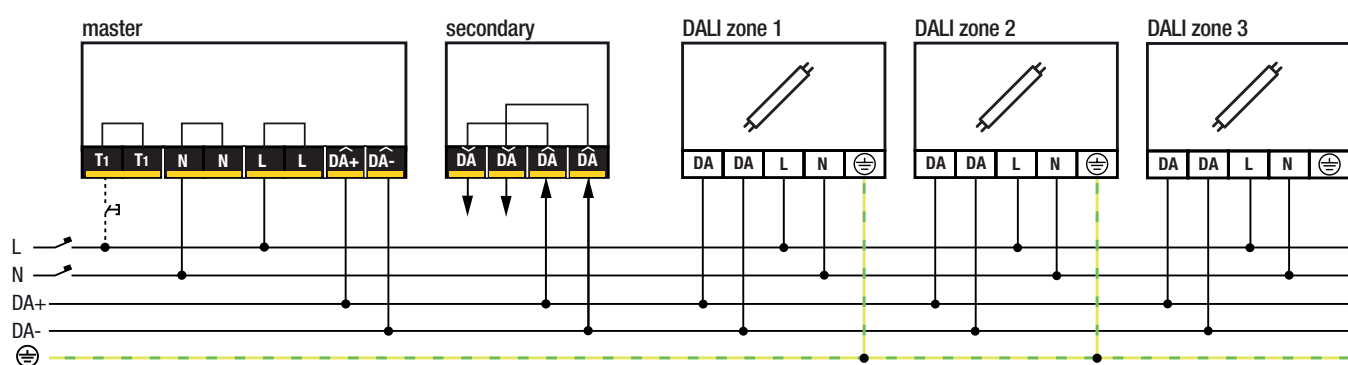 master secondary DALI zone 1 DALI zone 2 DALI zone 3
T1 T1 N N L L DA+ DA- DA DA DA DA DA DA L N DA DA L N DA DA L N
L
N
DA+
DA-